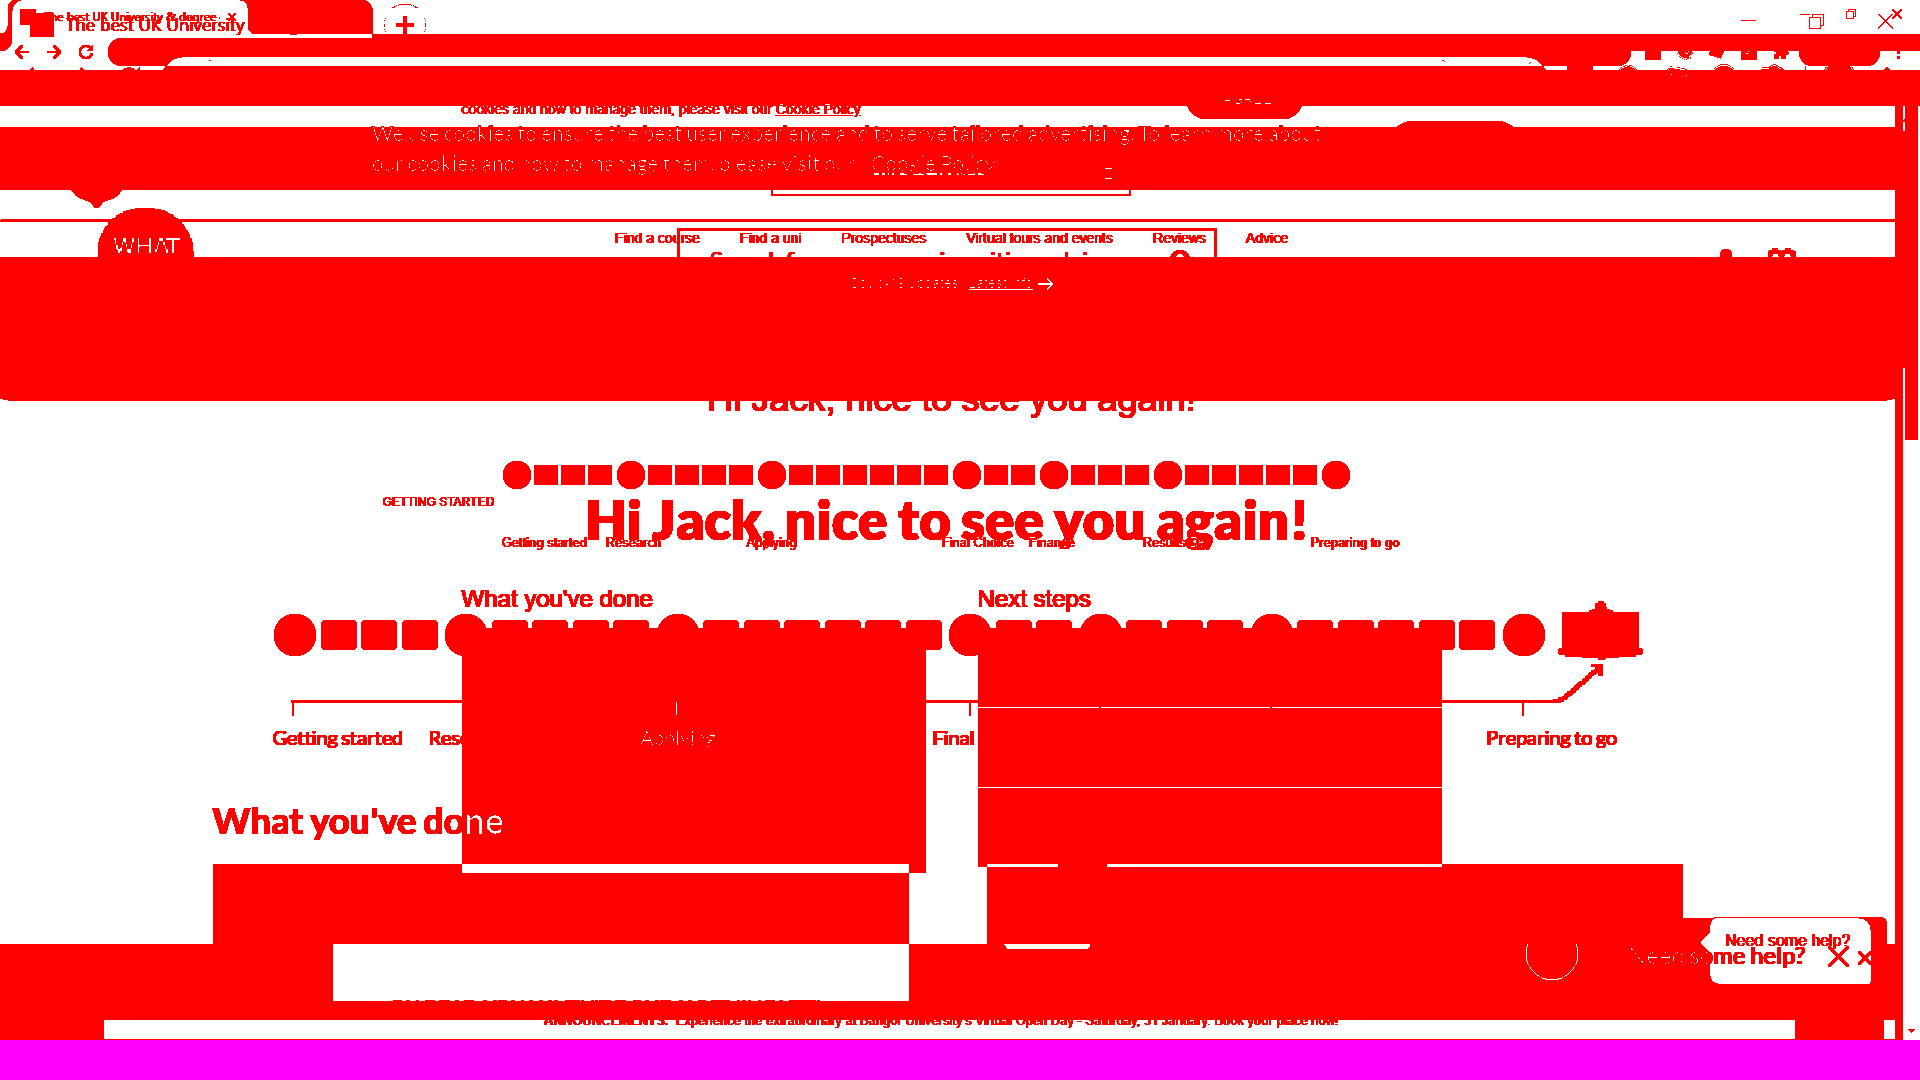 The best UK University & degree
The best UK University
cookies and how to manage them, please visit our Cookie Policy
We use cookies to ensure the best user experience and to serve tailored advertising. To learn more about
our cookies and how to manage them please visit our Cookie Policy
WHAT
Find a course Find a uni Prospectuses Virtual tours and events Reviews Advice
Latest info
Hi Jack, nice to see you again!
GETTING STARTED
Hi Jack, nice to see you again!
Getting started Research Applying Final Choice Finance Preparing to go
What you've done Next steps
Getting started Applying Final Preparing to go
What you've done
Need some help?
Need some help?
ANNOUNCEMENTS: Experience the extraordinary at Bangor University's Virtual Open Day - Saturday, 31 January. Book your place now!